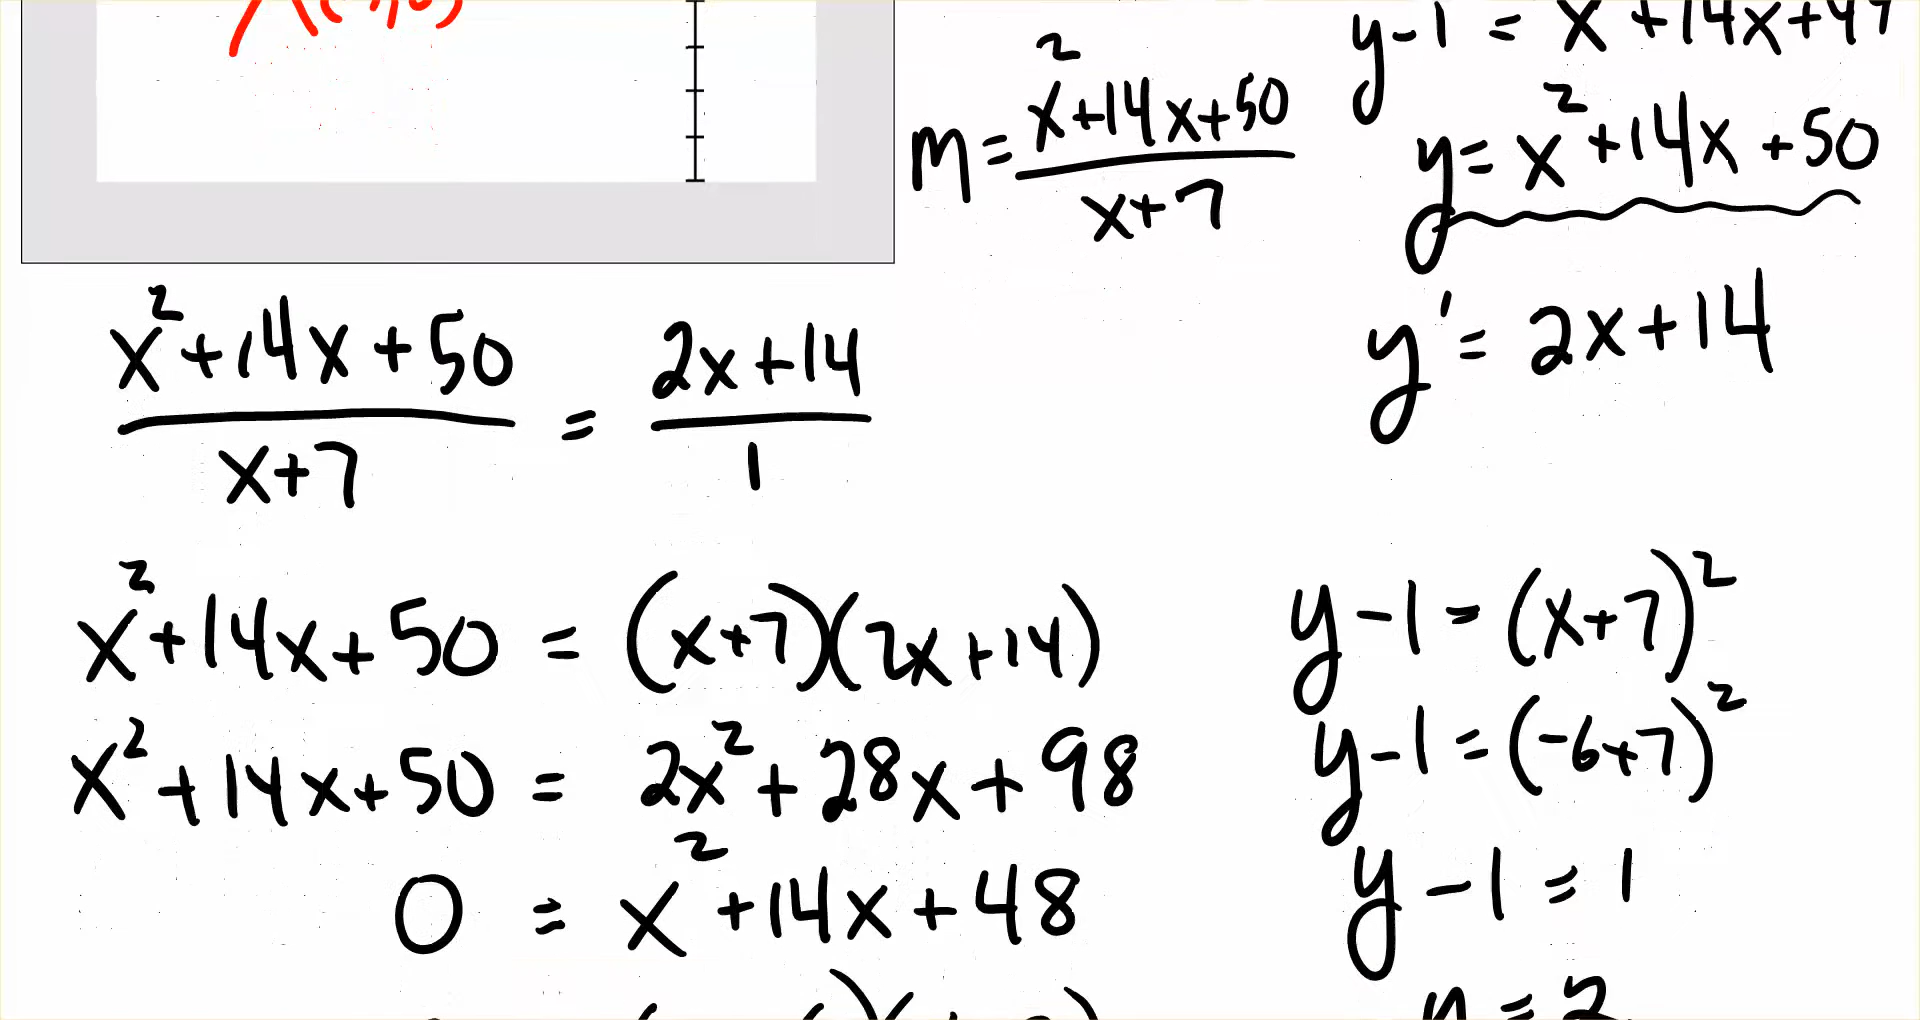 y-1 = x²+14x+49
m = (x²+14x+50)/(x+7)
y = x²+14x+50
y' = 2x+14
(x²+14x+50)/(x+7) = (2x+14)/1
x²+14x+50 = (x+7)(2x+14)
x²+14x+50 = 2x²+28x+98
0 = x²+14x+48
y-1 = (x+7)²
y-1 = (-6+7)²
y-1 = 1
y = 2